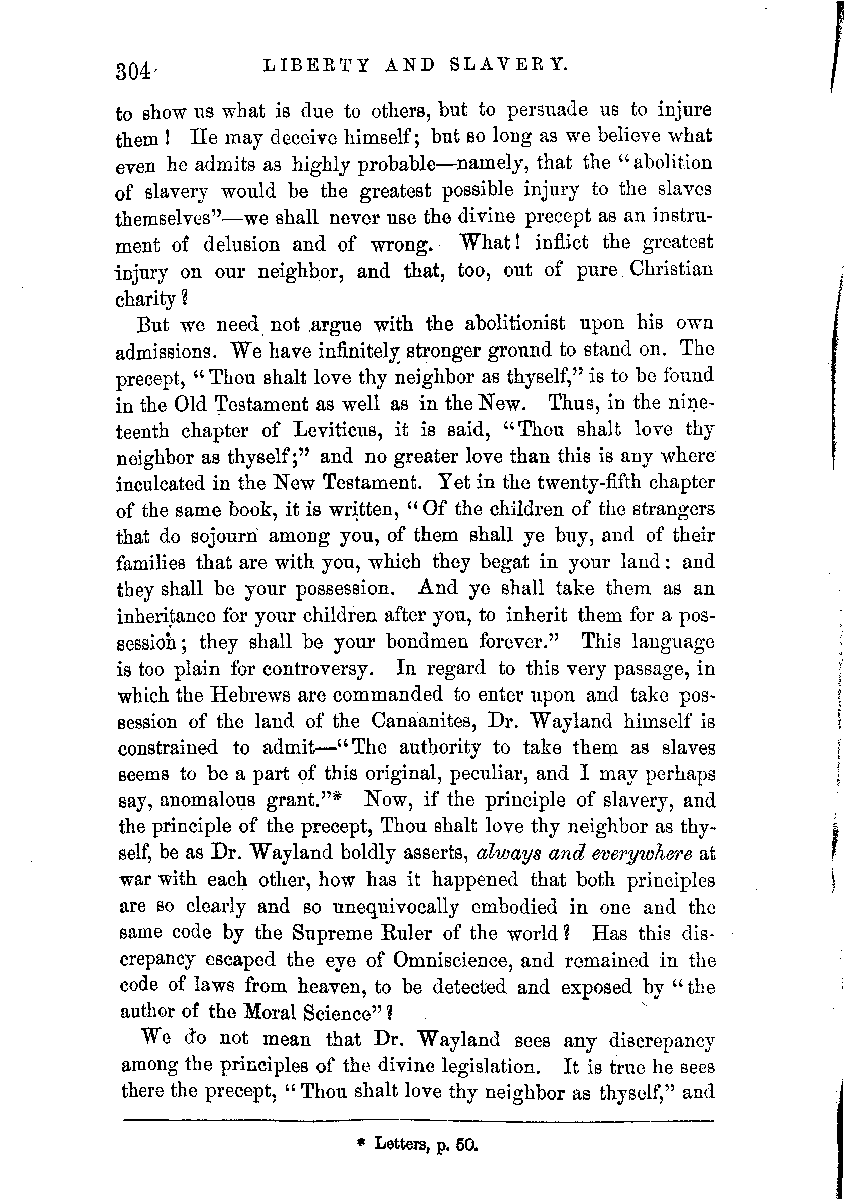 304
LIBERTY AND SLAVERY.
to show us what is due to others, but to persuade us to injure
them! He may deceive himself; but so long as we believe what
even he admits as highly probable—namely, that the "abolition
of slavery would be the greatest possible injury to the slaves
themselves"—we shall never use the divine precept as an instru-
ment of delusion and of wrong. What! inflict the greatest
injury on our neighbor, and that, too, out of pure Christian
charity?
But we need not argue with the abolitionist upon his own
admissions. We have infinitely stronger ground to stand on. The
precept, "Thou shalt love thy neighbor as thyself," is to be found
in the Old Testament as well as in the New. Thus, in the nine-
teenth chapter of Leviticus, it is said, "Thou shalt love thy
neighbor as thyself;" and no greater love than this is any where
inculcated in the New Testament. Yet in the twenty-fifth chapter
of the same book, it is written, "Of the children of the strangers
that do sojourn among you, of them shall ye buy, and of their
families that are with you, which they begat in your land: and
they shall be your possession. And ye shall take them as an
inheritance for your children after you, to inherit them for a pos-
session; they shall be your bondmen forever." This language
is too plain for controversy. In regard to this very passage, in
which the Hebrews are commanded to enter upon and take pos-
session of the land of the Canaanites, Dr. Wayland himself is
constrained to admit—"The authority to take them as slaves
seems to be a part of this original, peculiar, and I may perhaps
say, anomalous grant."* Now, if the principle of slavery, and
the principle of the precept, Thou shalt love thy neighbor as thy-
self, be as Dr. Wayland boldly asserts, always and everywhere at
war with each other, how has it happened that both principles
are so clearly and so unequivocally embodied in one and the
same code by the Supreme Ruler of the world? Has this dis-
crepancy escaped the eye of Omniscience, and remained in the
code of laws from heaven, to be detected and exposed by "the
author of the Moral Science"?
We do not mean that Dr. Wayland sees any discrepancy
among the principles of the divine legislation. It is true he sees
there the precept, "Thou shalt love thy neighbor as thyself," and
* Letters, p. 50.